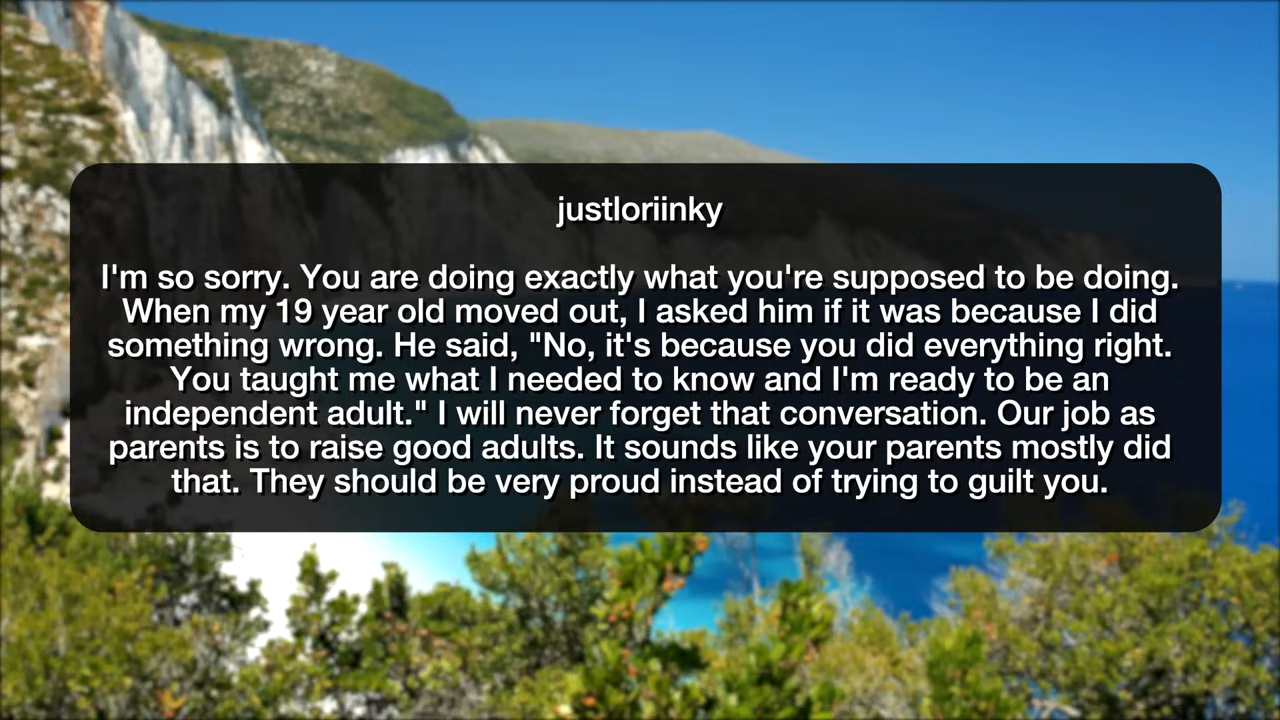 justloriinky
I'm so sorry. You are doing exactly what you're supposed to be doing.
When my 19 year old moved out, I asked him if it was because I did
something wrong. He said, "No, it's because you did everything right.
You taught me what I needed to know and I'm ready to be an
independent adult." I will never forget that conversation. Our job as
parents is to raise good adults. It sounds like your parents mostly did
that. They should be very proud instead of trying to guilt you.